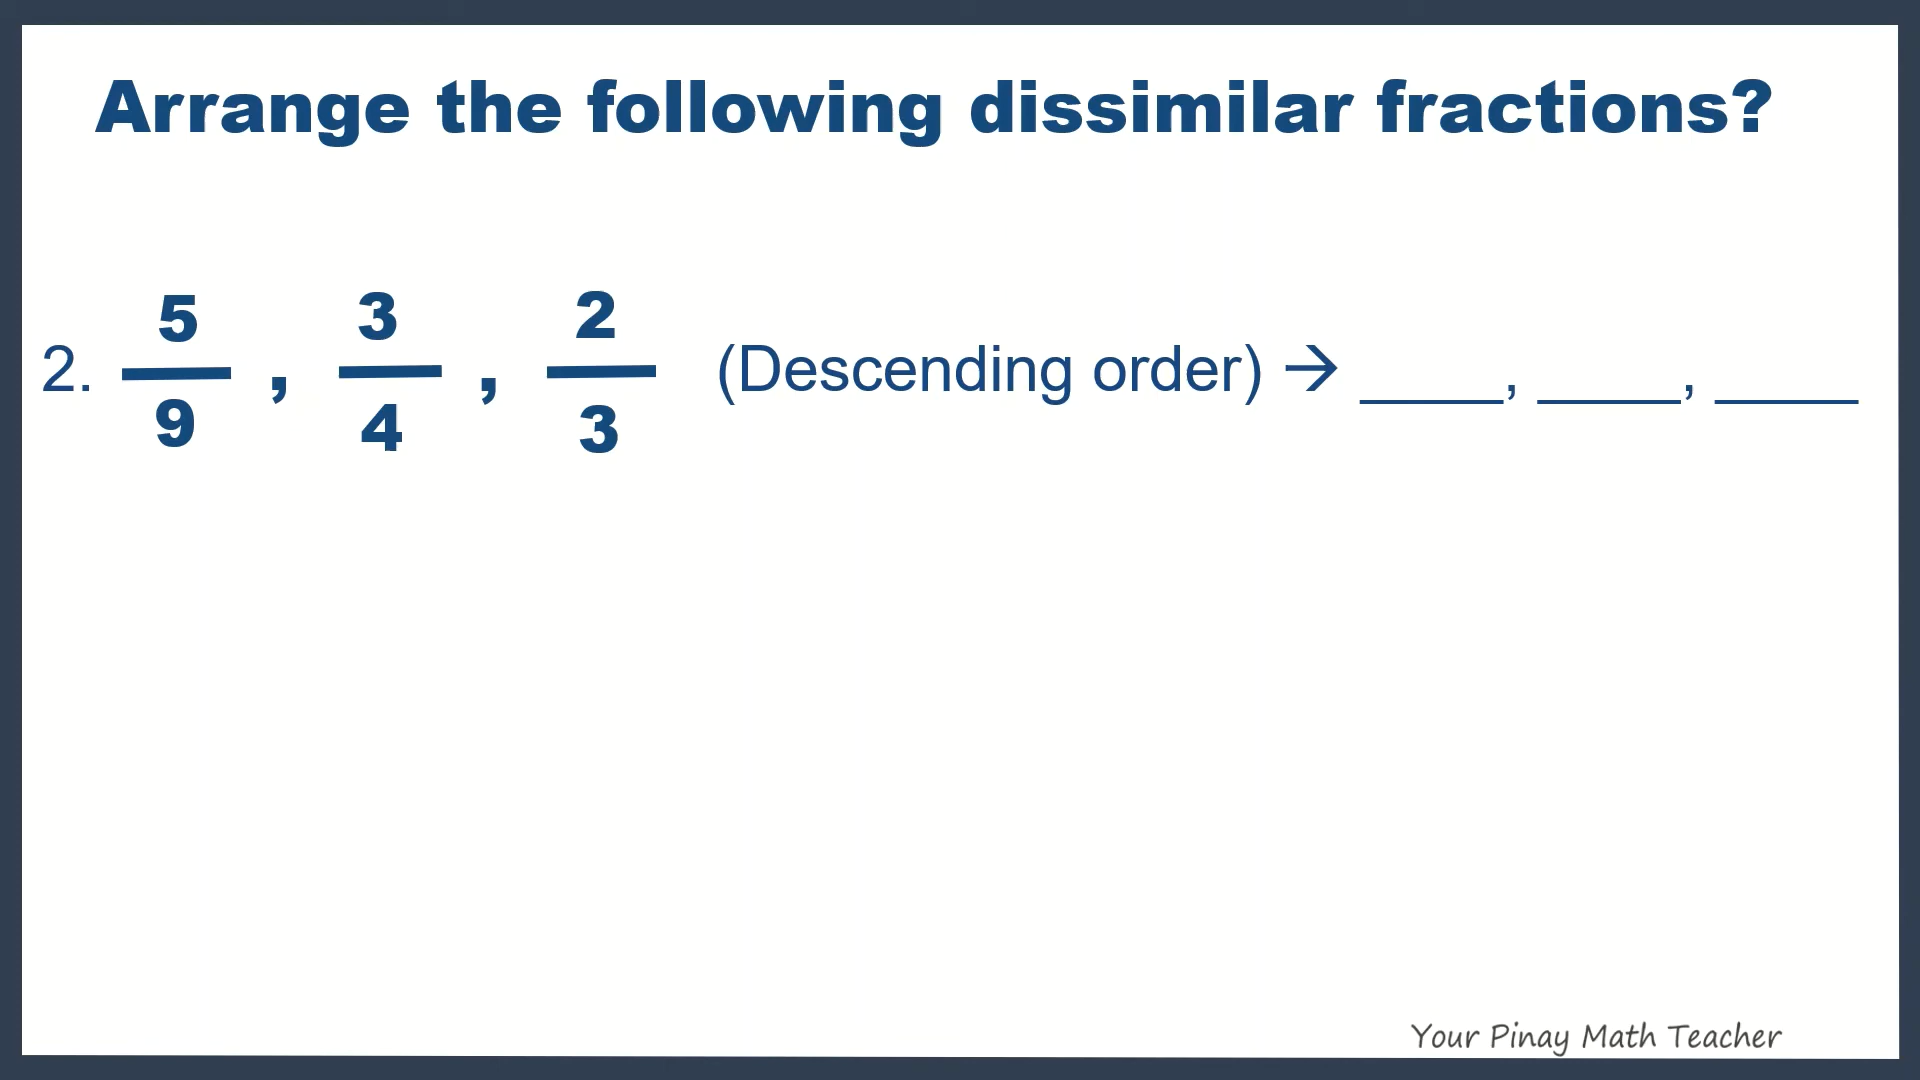 Arrange the following dissimilar fractions?
5 3 2
2. , , (Descending order) → ____, ____, ____
9 4 3
Your Pinay Math Teacher